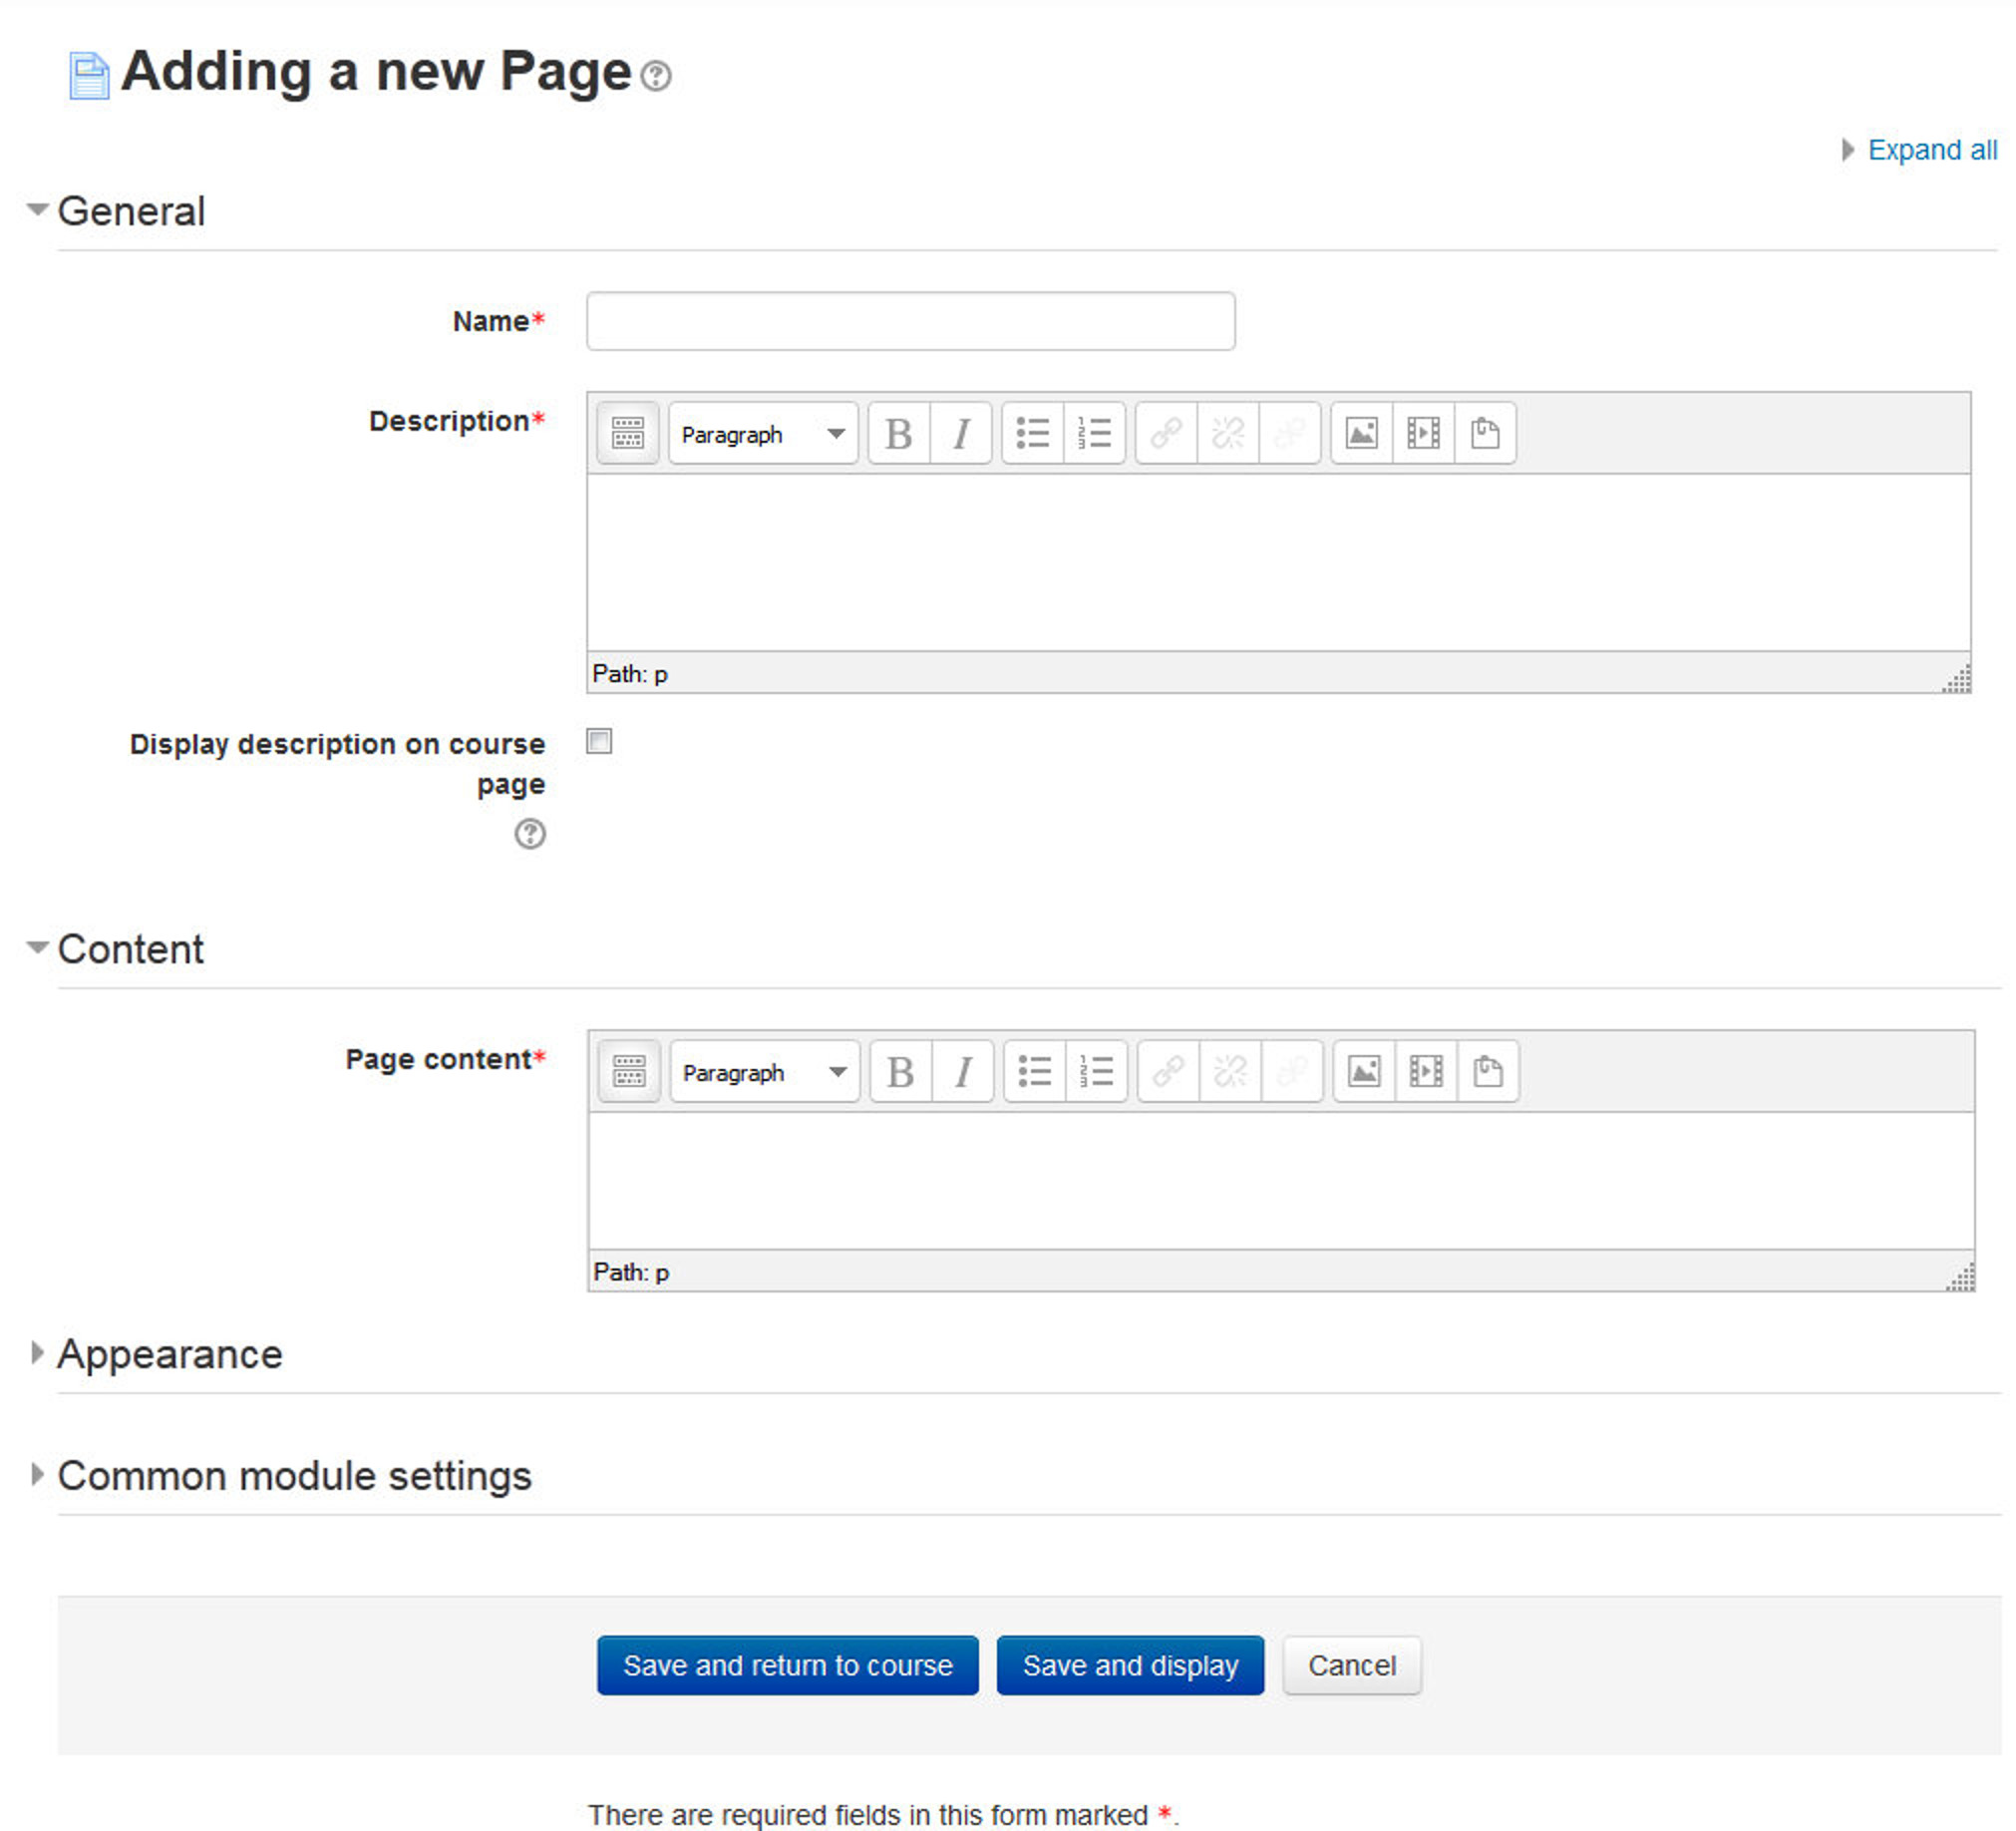 Adding a new Page
Expand all
General
Name*
Description*
Paragraph B I
Path: p
Display description on course
page
Content
Page content*
Paragraph B I
Path: p
Appearance
Common module settings
Save and return to course Save and display Cancel
There are required fields in this form marked *.